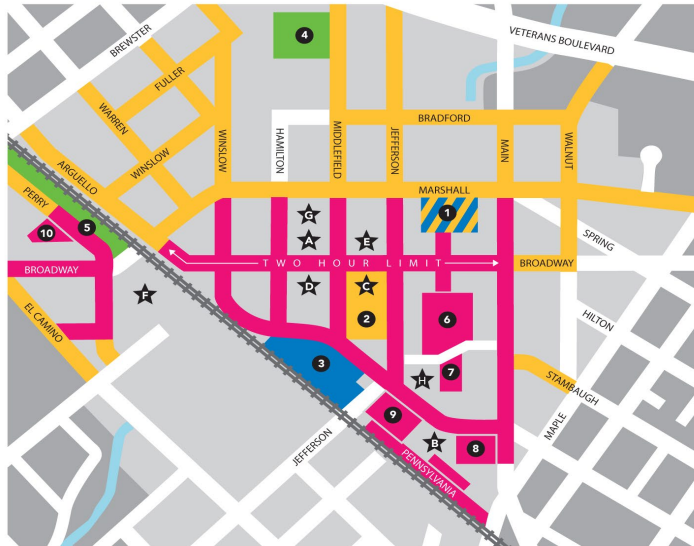 BREWSTER
4
VETERANS BOULEVARD
FULLER
WARREN
WINSLOW
HAMILTON
MIDDLEFIELD
JEFFERSON
BRADFORD
MAIN
WALNUT
ARGUELLO
WINSLOW
MARSHALL
PERRY
G
1
5
10
A
E
SPRING
BROADWAY
TWO HOUR LIMIT
BROADWAY
F
D
C
EL CAMINO
2
6
HILTON
3
7
H
STAMBAUGH
9
MAPLE
JEFFERSON
B
8
PENNSYLVANIA